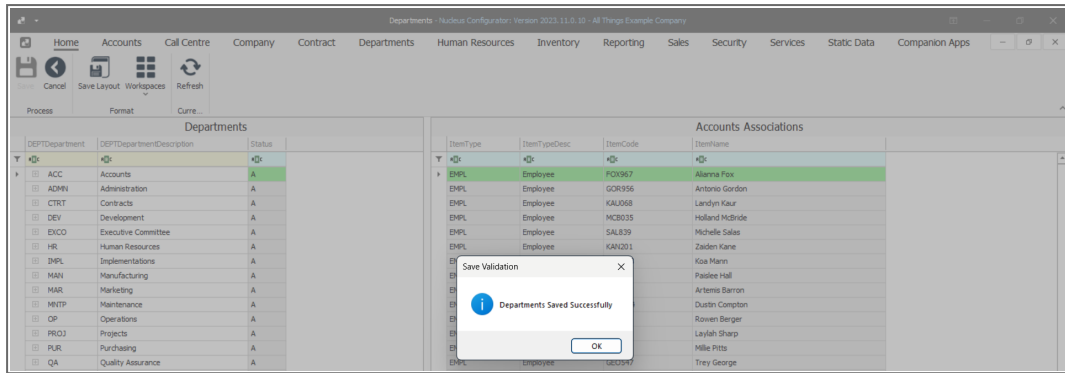 Departments - Nucleus Configurator: Version 2023.11.0.10 - All Things Example Company
Home Accounts Call Centre Company Contract Departments Human Resources Inventory Reporting Sales Security Services Static Data Companion Apps
Save Cancel Save Layout Workspaces Refresh
Process Format Curre...
Departments Accounts Associations
DEPTDepartment DEPTDepartmentDescription Status ItemType ItemTypeDesc ItemCode ItemName
ACC Accounts A EMPL Employee FOX967 Alianna Fox
ADMN Administration A EMPL Employee GOR956 Antonio Gordon
CTRT Contracts A EMPL Employee KAU068 Landyn Kaur
DEV Development A EMPL Employee MCB035 Holland McBride
EXCO Executive Committee A EMPL Employee SAL839 Michelle Salas
HR Human Resources A EMPL Employee KAN201 Zaiden Kane
IMPL Implementations A Koa Mann
MAN Manufacturing A Paislee Hall
MAR Marketing A Artemis Barron
MNTP Maintenance A Dustin Compton
OP Operations A Rowen Berger
PROJ Projects A Laylah Sharp
PUR Purchasing A Millie Pitts
QA Quality Assurance A EMPL Employee GEO547 Trey George
Save Validation
Departments Saved Successfully
OK